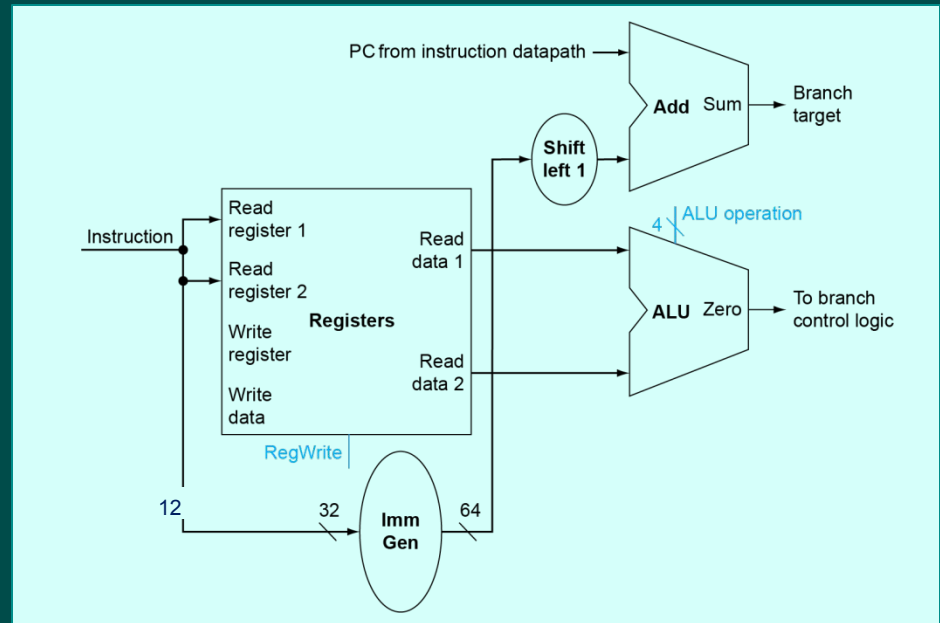 PC from instruction datapath
Add
Sum
Branch
target
Shift
left 1
ALU operation
4
Instruction
Read
register 1
Read
data 1
Read
register 2
Registers
Write
register
Read
data 2
Write
data
ALU
Zero
To branch
control logic
RegWrite
12
32
Imm
Gen
64